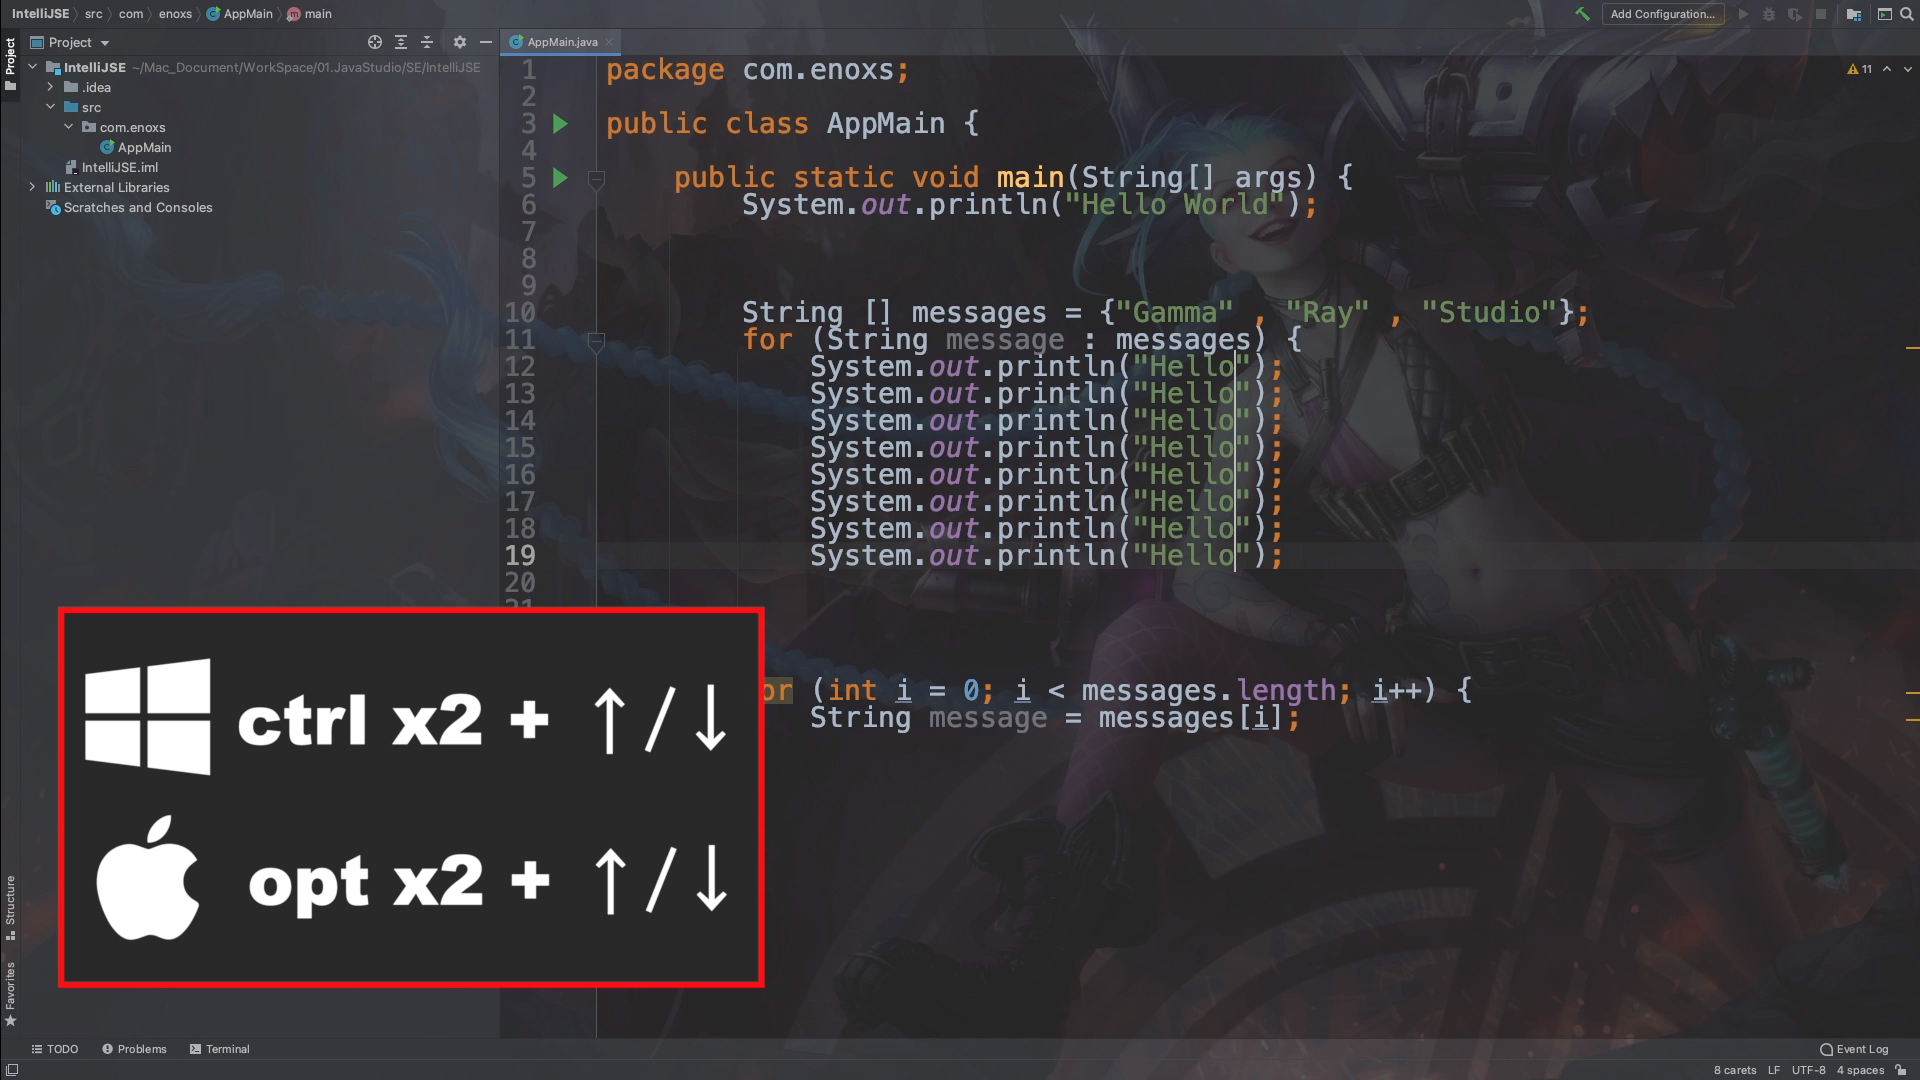 IntelliJSE src com enoxs AppMain main
Add Configuration...
Project
Project
AppMain.java
IntelliJSE ~/Mac_Document/WorkSpace/01.JavaStudio/SE/IntelliJSE
.idea
src
com.enoxs
AppMain
IntelliJSE.iml
External Libraries
Scratches and Consoles
11
1 package com.enoxs;
2
3 public class AppMain {
4
5 public static void main(String[] args) {
6 System.out.println("Hello World");
7
8
9
10 String [] messages = {"Gamma" , "Ray" , "Studio"};
11 for (String message : messages) {
12 System.out.println("Hello");
13 System.out.println("Hello");
14 System.out.println("Hello");
15 System.out.println("Hello");
16 System.out.println("Hello");
17 System.out.println("Hello");
18 System.out.println("Hello");
19 System.out.println("Hello");
20
21
or (int i = 0; i < messages.length; i++) {
String message = messages[i];
ctrl x2 + ↑/↓
opt x2 + ↑/↓
Structure
Favorites
TODO Problems Terminal
Event Log
8 carets LF UTF-8 4 spaces